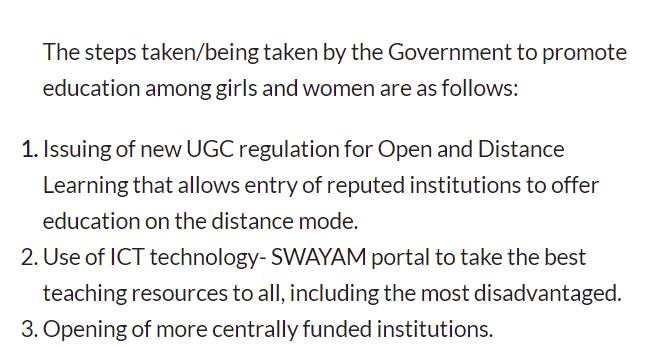 The steps taken/being taken by the Government to promote
education among girls and women are as follows:
1. Issuing of new UGC regulation for Open and Distance
Learning that allows entry of reputed institutions to offer
education on the distance mode.
2. Use of ICT technology- SWAYAM portal to take the best
teaching resources to all, including the most disadvantaged.
3. Opening of more centrally funded institutions.